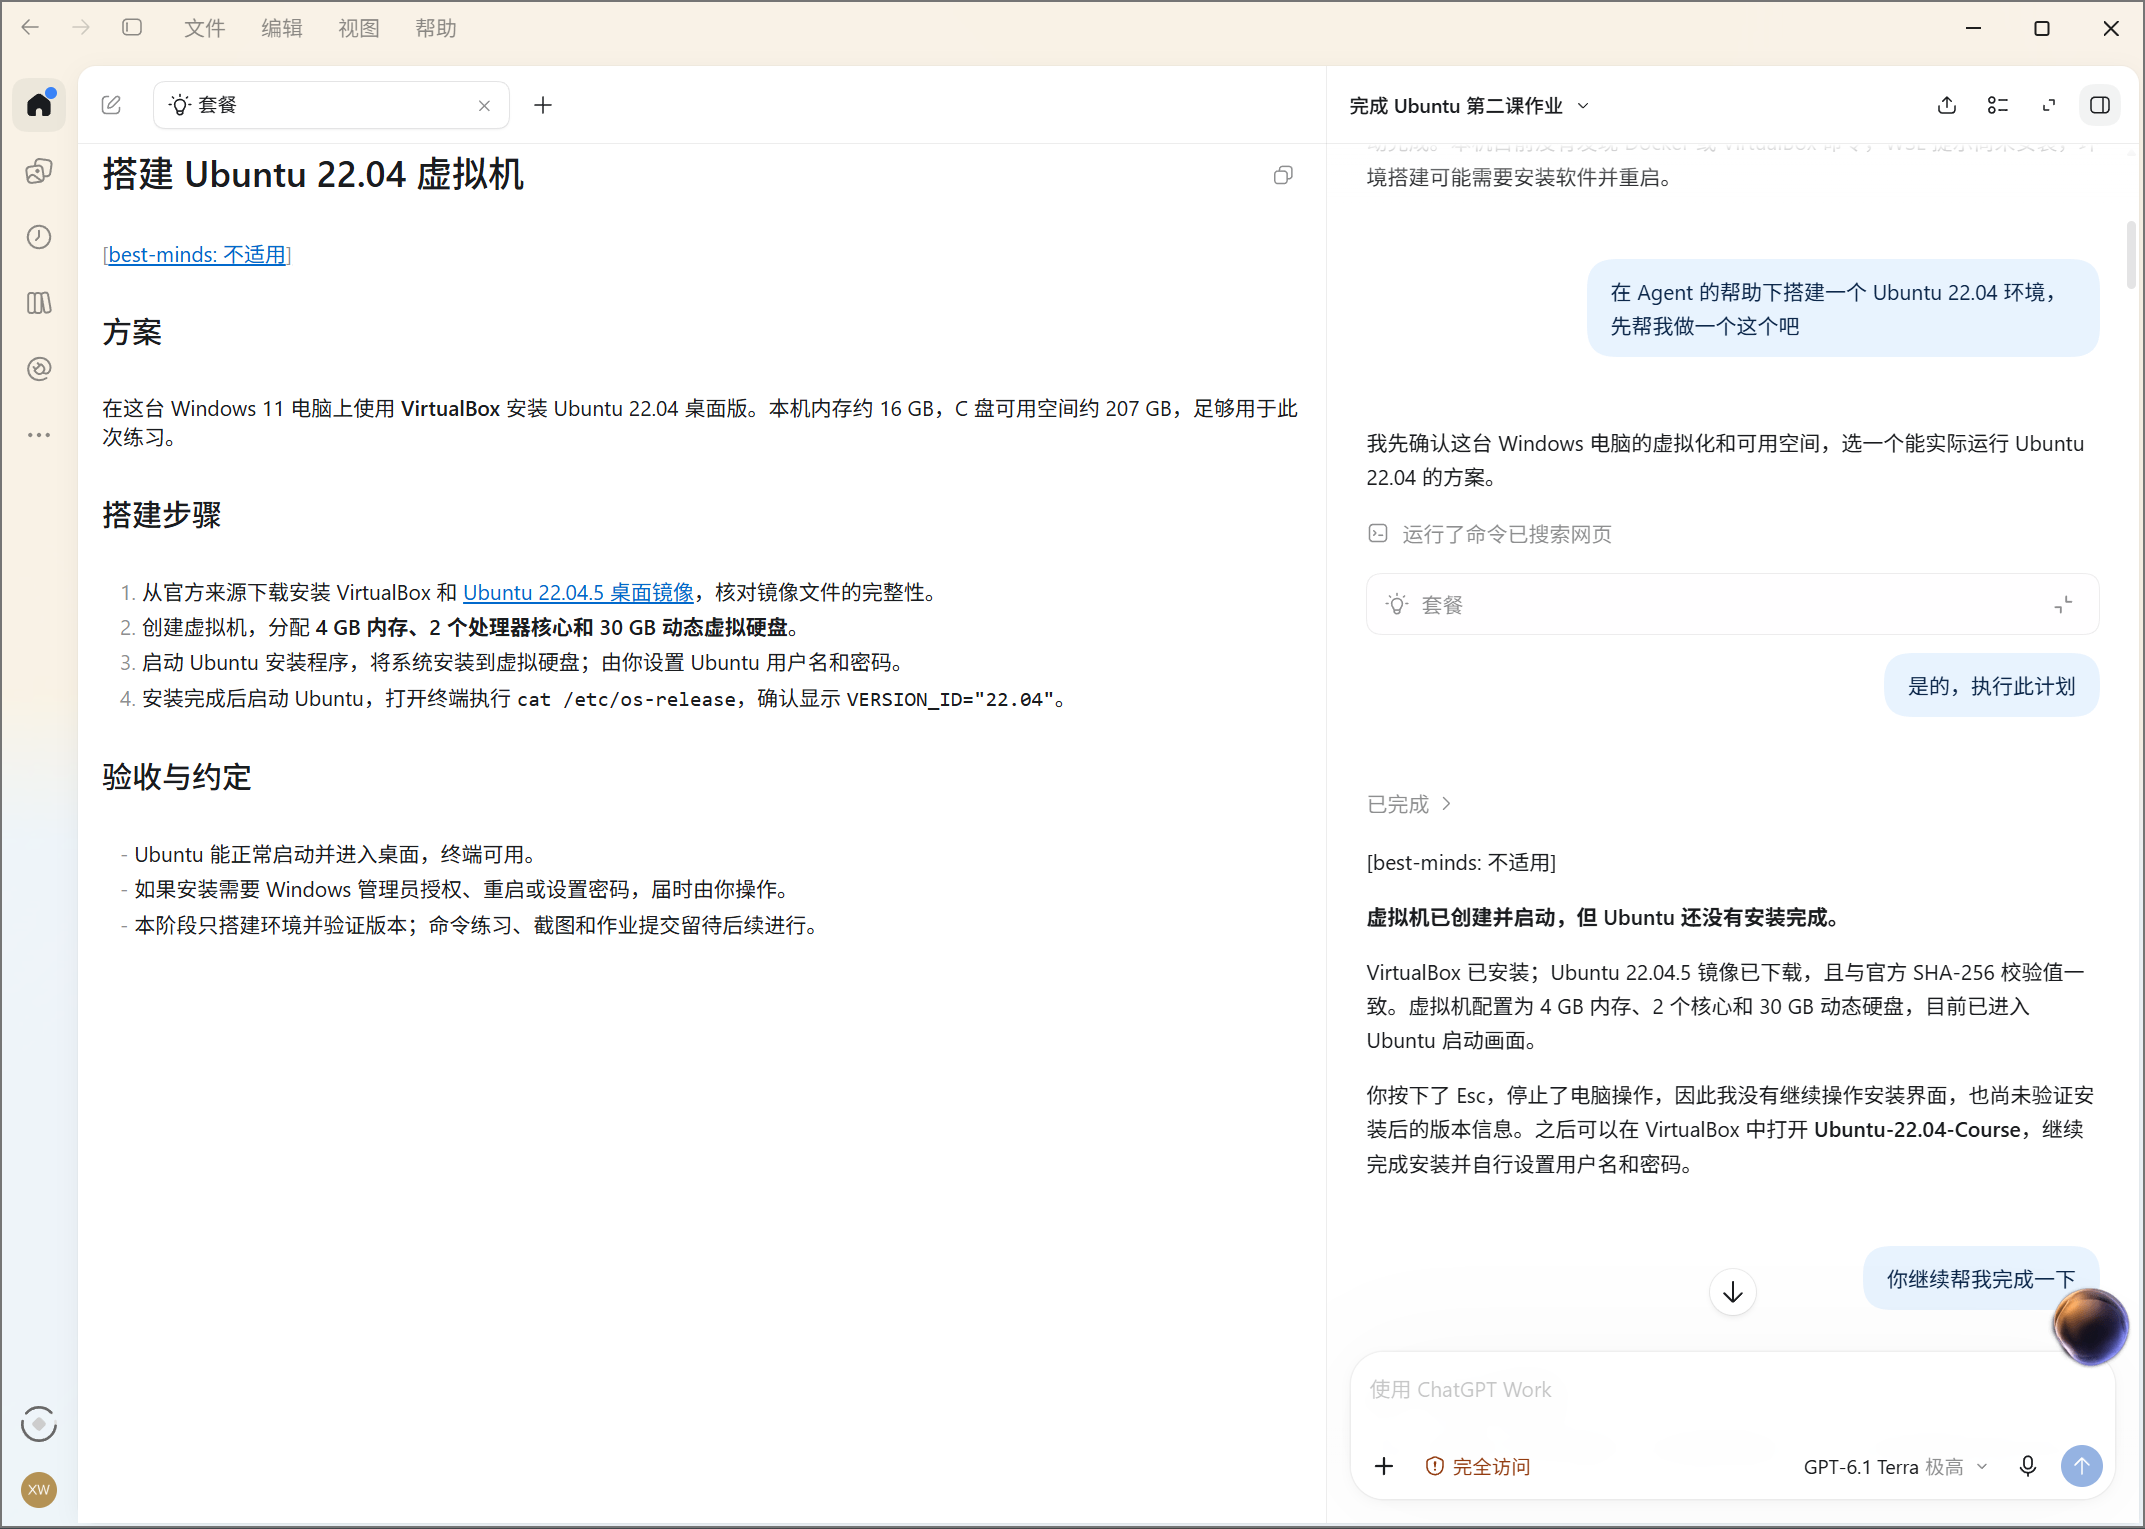 文件 编辑 视图 帮助
套餐
搭建 Ubuntu 22.04 虚拟机
[best-minds: 不适用]
方案
在这台 Windows 11 电脑上使用 VirtualBox 安装 Ubuntu 22.04 桌面版。本机内存约 16 GB，C 盘可用空间约 207 GB，足够用于此
次练习。
搭建步骤
1. 从官方来源下载安装 VirtualBox 和 Ubuntu 22.04.5 桌面镜像，核对镜像文件的完整性。
2. 创建虚拟机，分配 4 GB 内存、2 个处理器核心和 30 GB 动态虚拟硬盘。
3. 启动 Ubuntu 安装程序，将系统安装到虚拟硬盘；由你设置 Ubuntu 用户名和密码。
4. 安装完成后启动 Ubuntu，打开终端执行 cat /etc/os-release，确认显示 VERSION_ID="22.04"。
验收与约定
- Ubuntu 能正常启动并进入桌面，终端可用。
- 如果安装需要 Windows 管理员授权、重启或设置密码，届时由你操作。
- 本阶段只搭建环境并验证版本；命令练习、截图和作业提交留待后续进行。
XW
完成 Ubuntu 第二课作业
境搭建可能需要安装软件并重启。
在 Agent 的帮助下搭建一个 Ubuntu 22.04 环境，
先帮我做一个这个吧
我先确认这台 Windows 电脑的虚拟化和可用空间，选一个能实际运行 Ubuntu
22.04 的方案。
运行了命令已搜索网页
套餐
是的，执行此计划
已完成
[best-minds: 不适用]
虚拟机已创建并启动，但 Ubuntu 还没有安装完成。
VirtualBox 已安装；Ubuntu 22.04.5 镜像已下载，且与官方 SHA-256 校验值一
致。虚拟机配置为 4 GB 内存、2 个核心和 30 GB 动态硬盘，目前已进入
Ubuntu 启动画面。
你按下了 Esc，停止了电脑操作，因此我没有继续操作安装界面，也尚未验证安
装后的版本信息。之后可以在 VirtualBox 中打开 Ubuntu-22.04-Course，继续
完成安装并自行设置用户名和密码。
你继续帮我完成一下
使用 ChatGPT Work
完全访问
GPT-6.1 Terra 极高